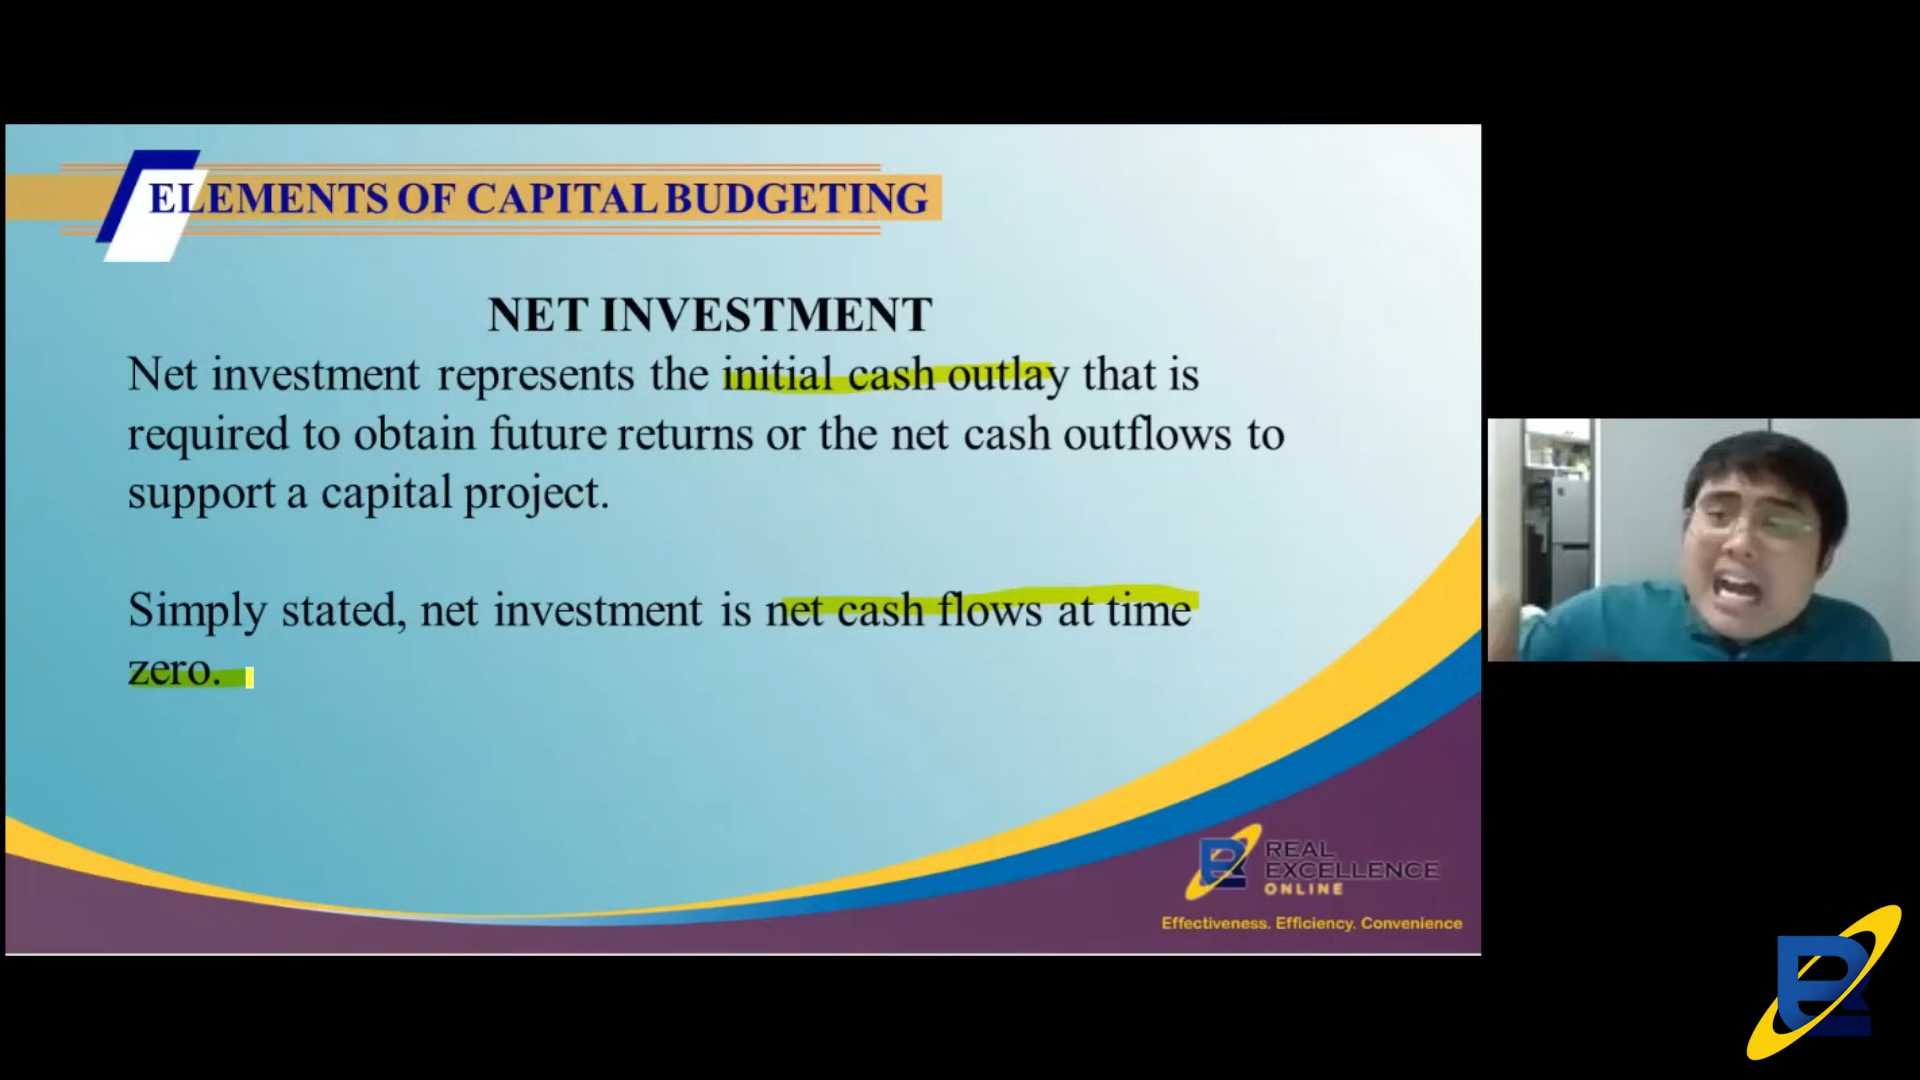 ELEMENTS OF CAPITAL BUDGETING
NET INVESTMENT
Net investment represents the initial cash outlay that is
required to obtain future returns or the net cash outflows to
support a capital project.
Simply stated, net investment is net cash flows at time
zero.
REAL
EXCELLENCE
ONLINE
Effectiveness. Efficiency. Convenience